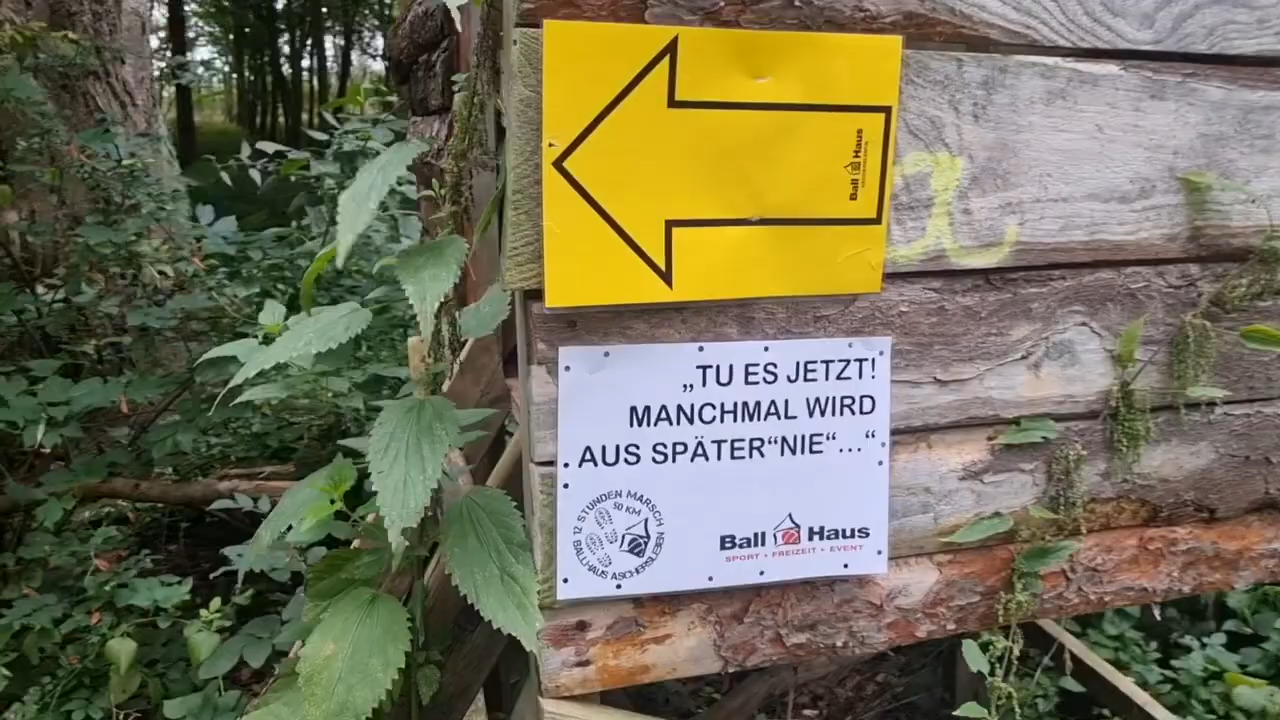 Ball Haus
a
„TU ES JETZT!
MANCHMAL WIRD
AUS SPÄTER“NIE“...“
12 STUNDEN MARSCH
50 KM
BALLHAUS ASCHERSLEBEN
Ball Haus
SPORT • FREIZEIT • EVENT